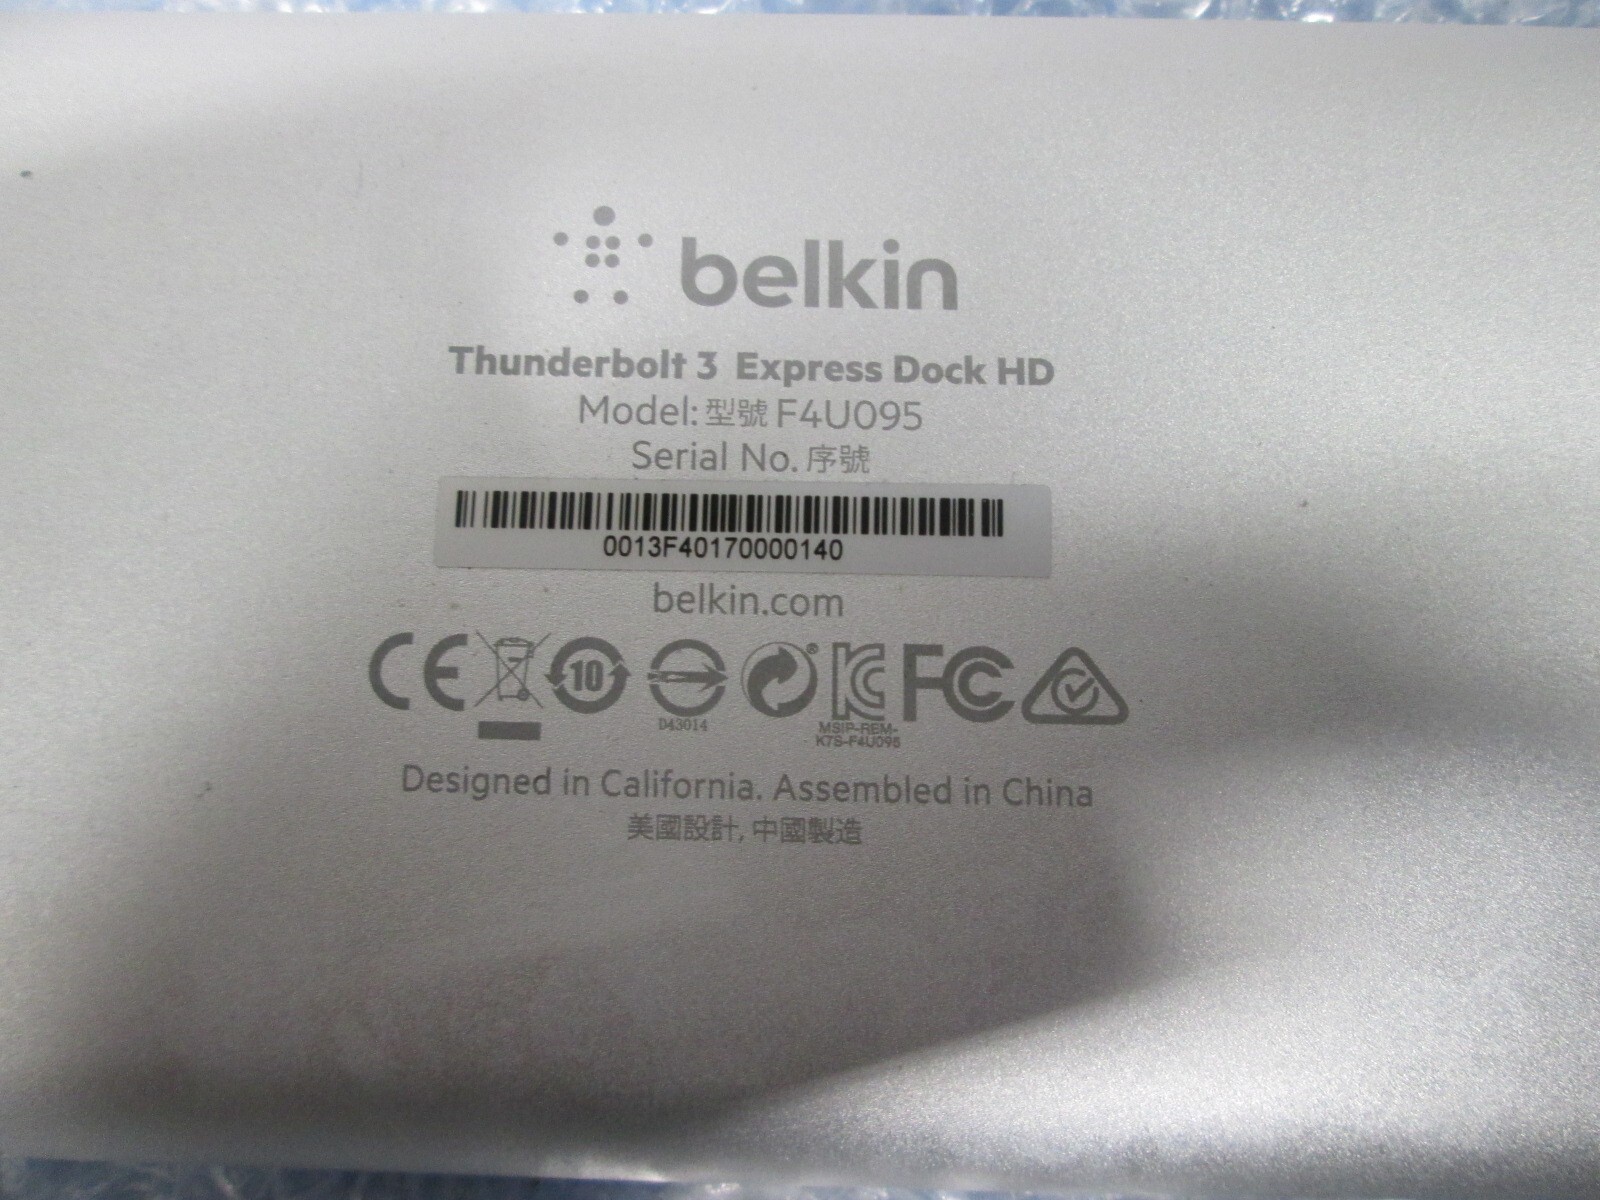 belkin
Thunderbolt 3 Express Dock HD
Model: 型號 F4U095
Serial No. 序號
0013F40170000140
belkin.com
CE 10 KC FC
D43014
MSIP-REM-
K7S-F4U095
Designed in California. Assembled in China
美國設計, 中國製造